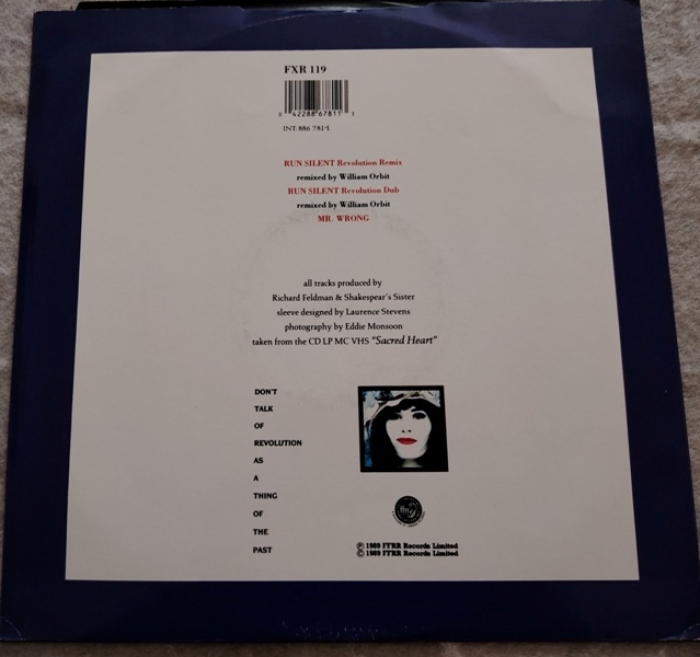 FXR 119
0 42288 67811 3
INT: 886 781-1
RUN SILENT Revolution Remix
remixed by William Orbit
RUN SILENT Revolution Dub
remixed by William Orbit
MR. WRONG
all tracks produced by
Richard Feldman & Shakespear's Sister
sleeve designed by Laurence Stevens
photography by Eddie Monsoon
taken from the CD LP MC VHS "Sacred Heart"
DON'T
TALK
OF
REVOLUTION
AS
A
THING
OF
THE
PAST
ffrr
℗ 1989 FFRR Records Limited
© 1989 FFRR Records Limited